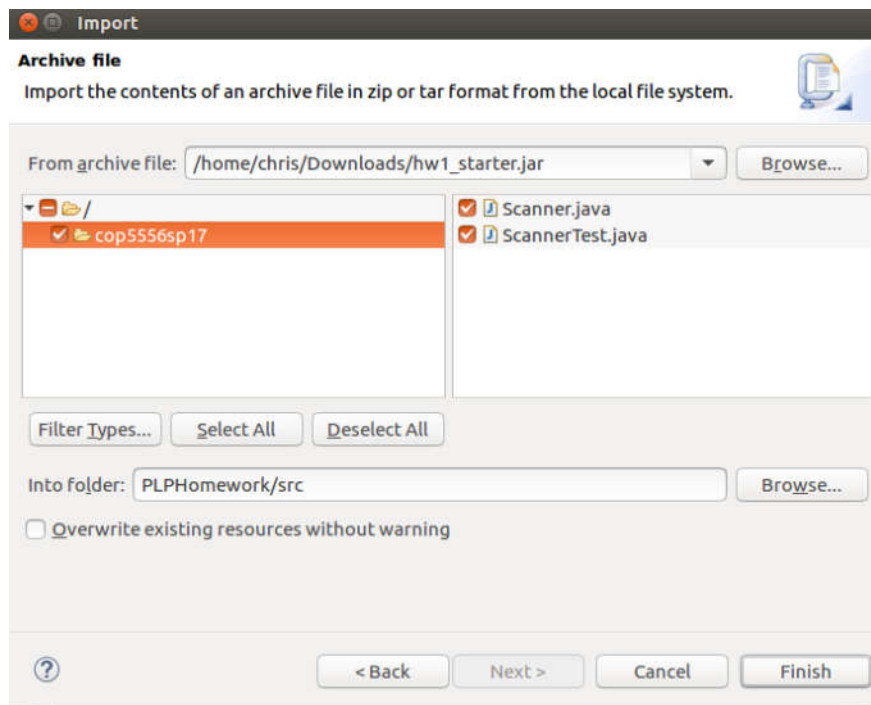 Import
Archive file
Import the contents of an archive file in zip or tar format from the local file system.
From archive file: /home/chris/Downloads/hw1_starter.jar Browse...
/ Scanner.java
cop5556sp17 ScannerTest.java
Filter Types... Select All Deselect All
Into folder: PLPHomework/src Browse...
Overwrite existing resources without warning
? < Back Next > Cancel Finish